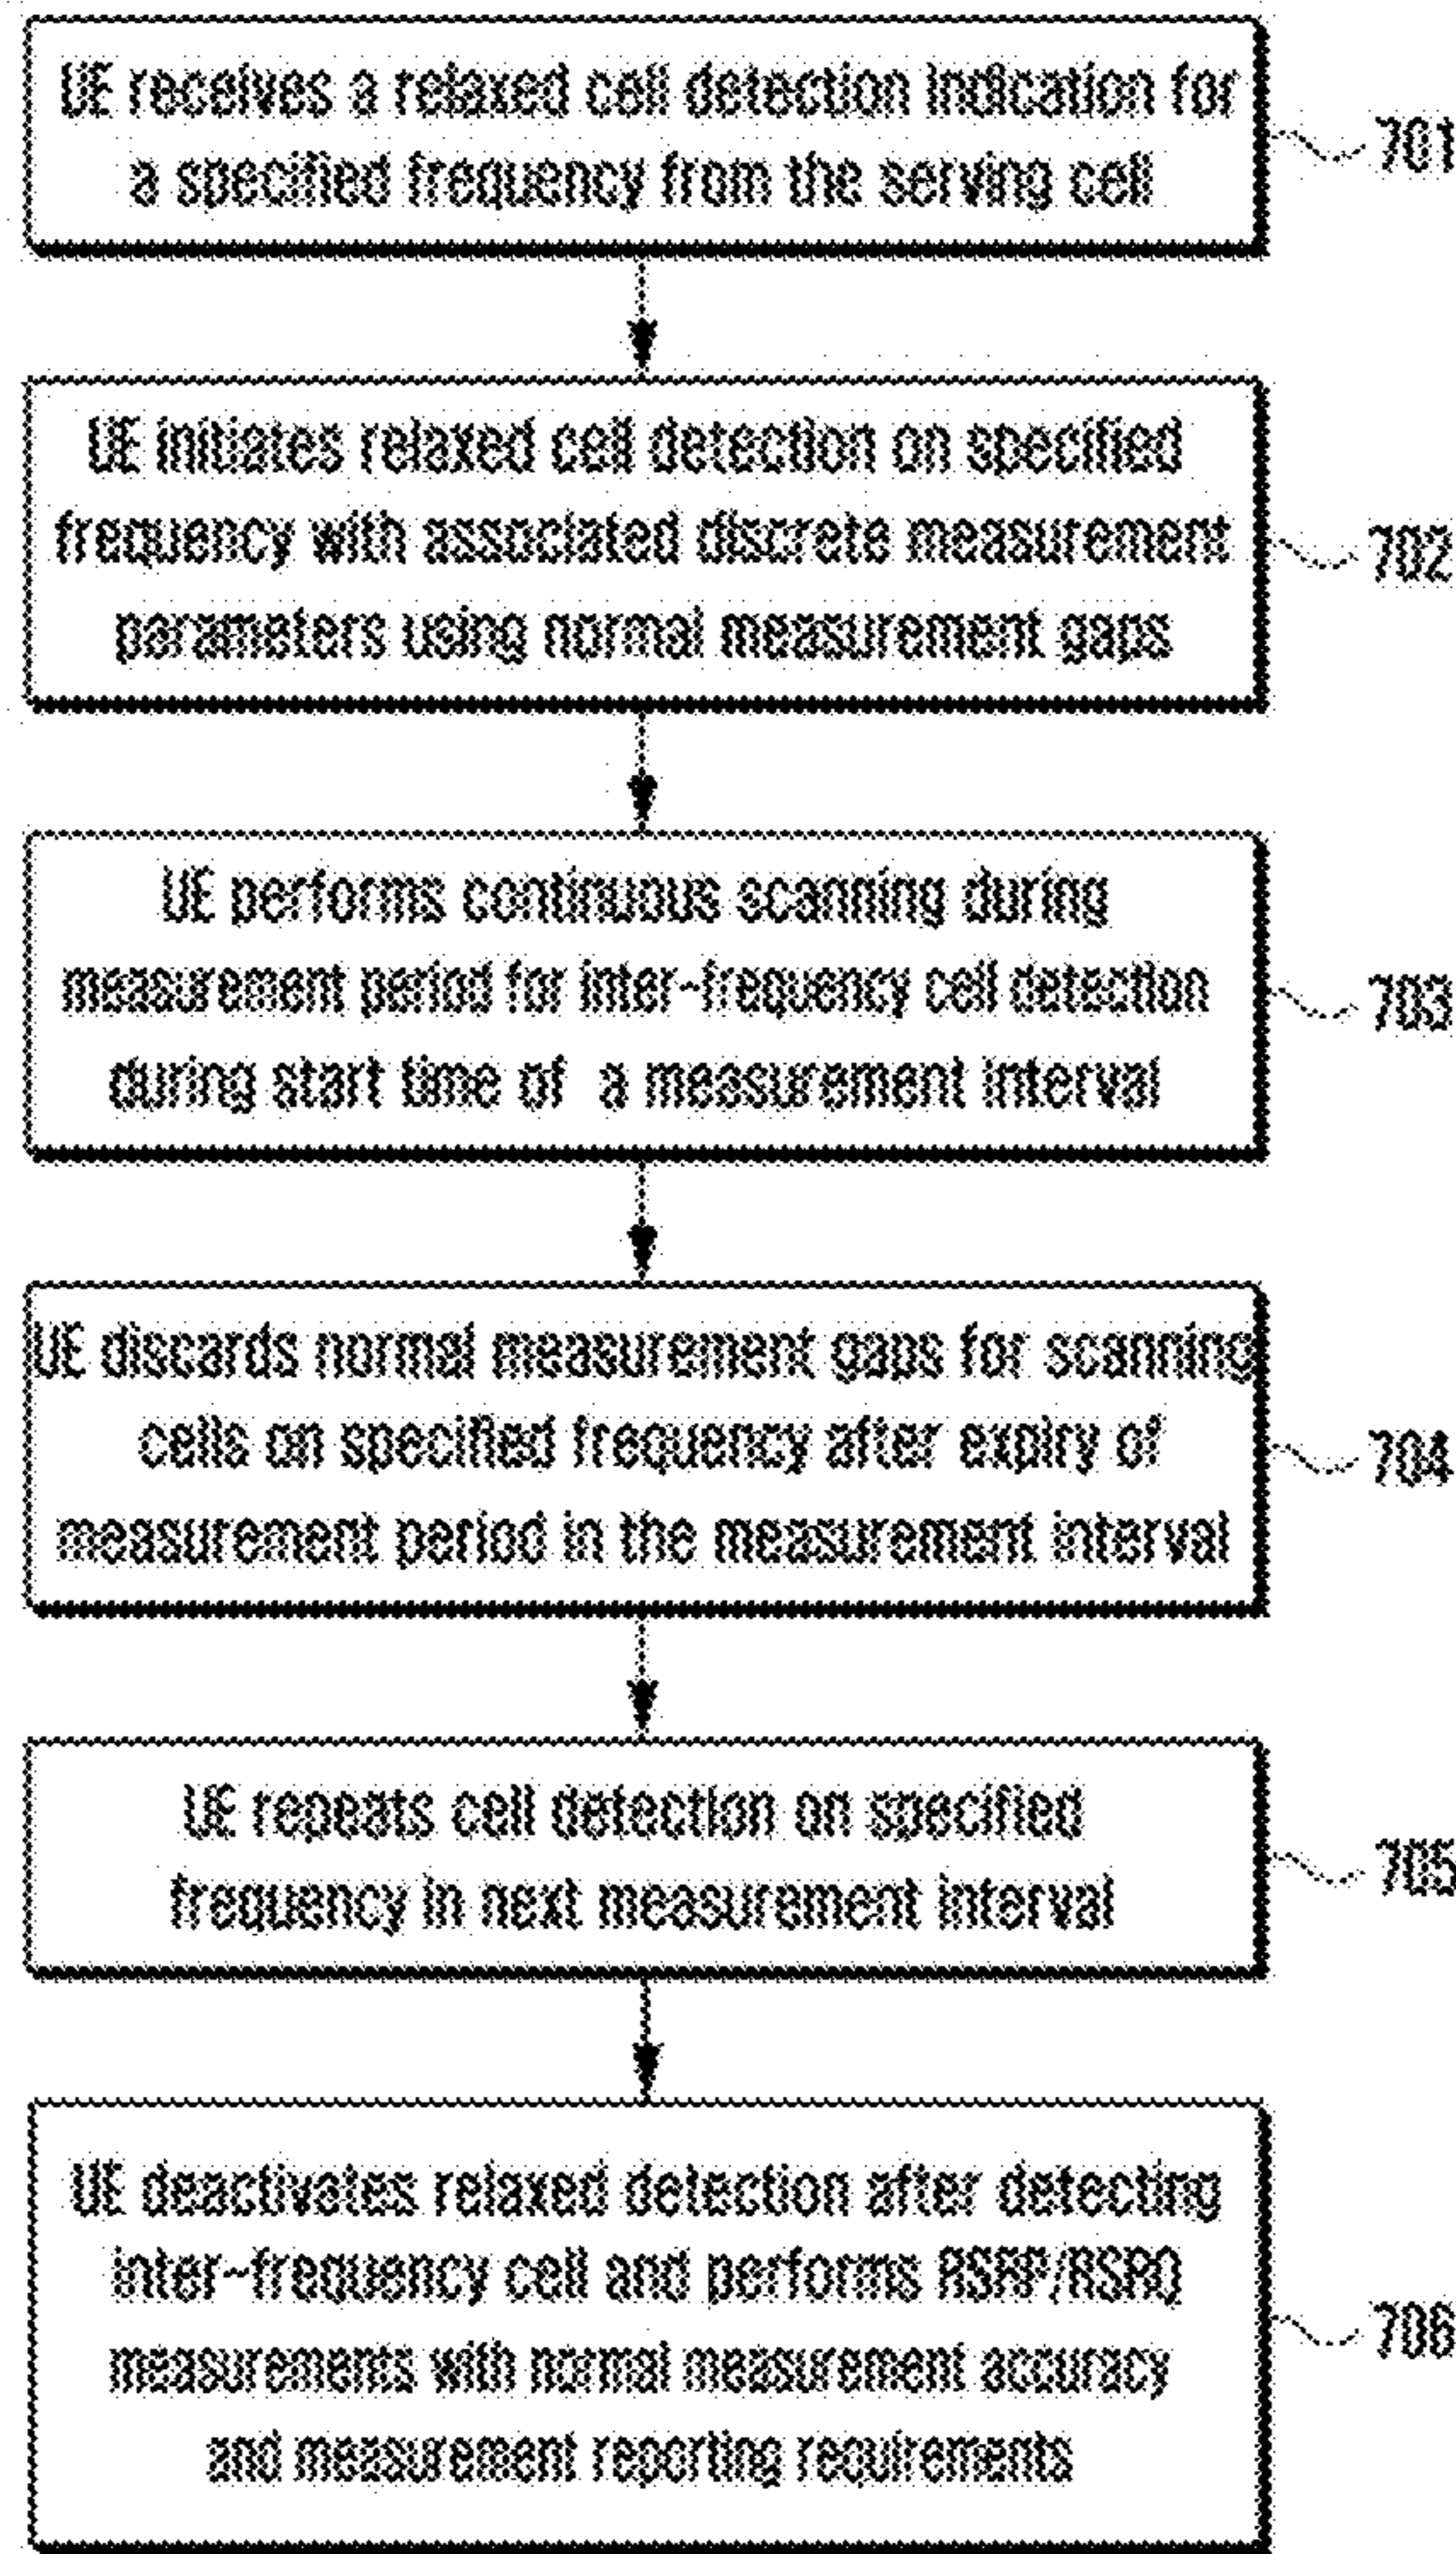 UE receives a relaxed cell detection indication for
a specified frequency from the serving cell
701
UE initiates relaxed cell detection on specified
frequency with associated discrete measurement
parameters using normal measurement gaps
702
UE performs continuous scanning during
measurement period for inter-frequency cell detection
during start time of a measurement interval
703
UE discards normal measurement gaps for scanning
cells on specified frequency after expiry of
measurement period in the measurement interval
704
UE repeats cell detection on specified
frequency in next measurement interval
705
UE deactivates relaxed detection after detecting
inter-frequency cell and performs RSRP/RSRQ
measurements with normal measurement accuracy
and measurement reporting requirements
706